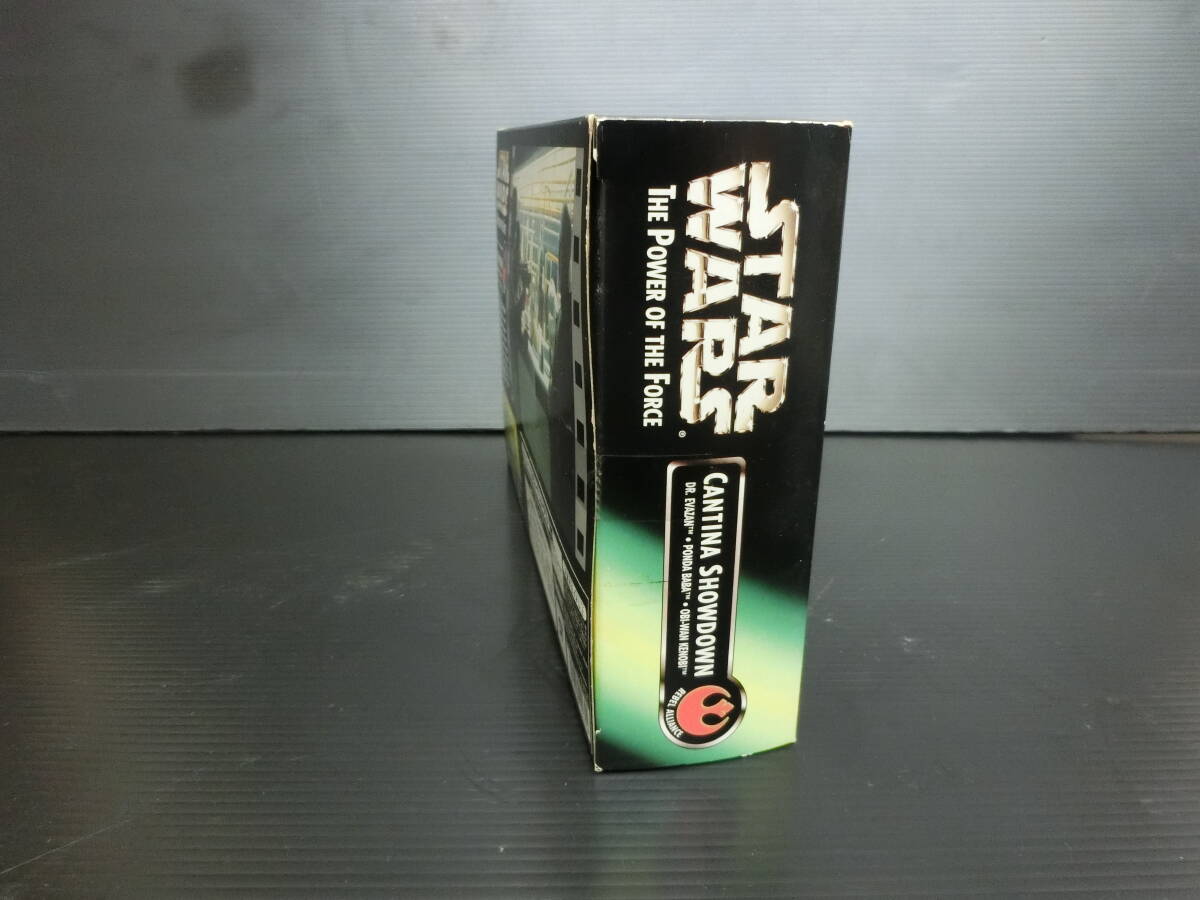 STAR
WARS®
THE POWER OF THE FORCE
CANTINA SHOWDOWN
DR. EVAZAN™ • PONDA BABA™ • OBI-WAN KENOBI™
REBEL ALLIANCE